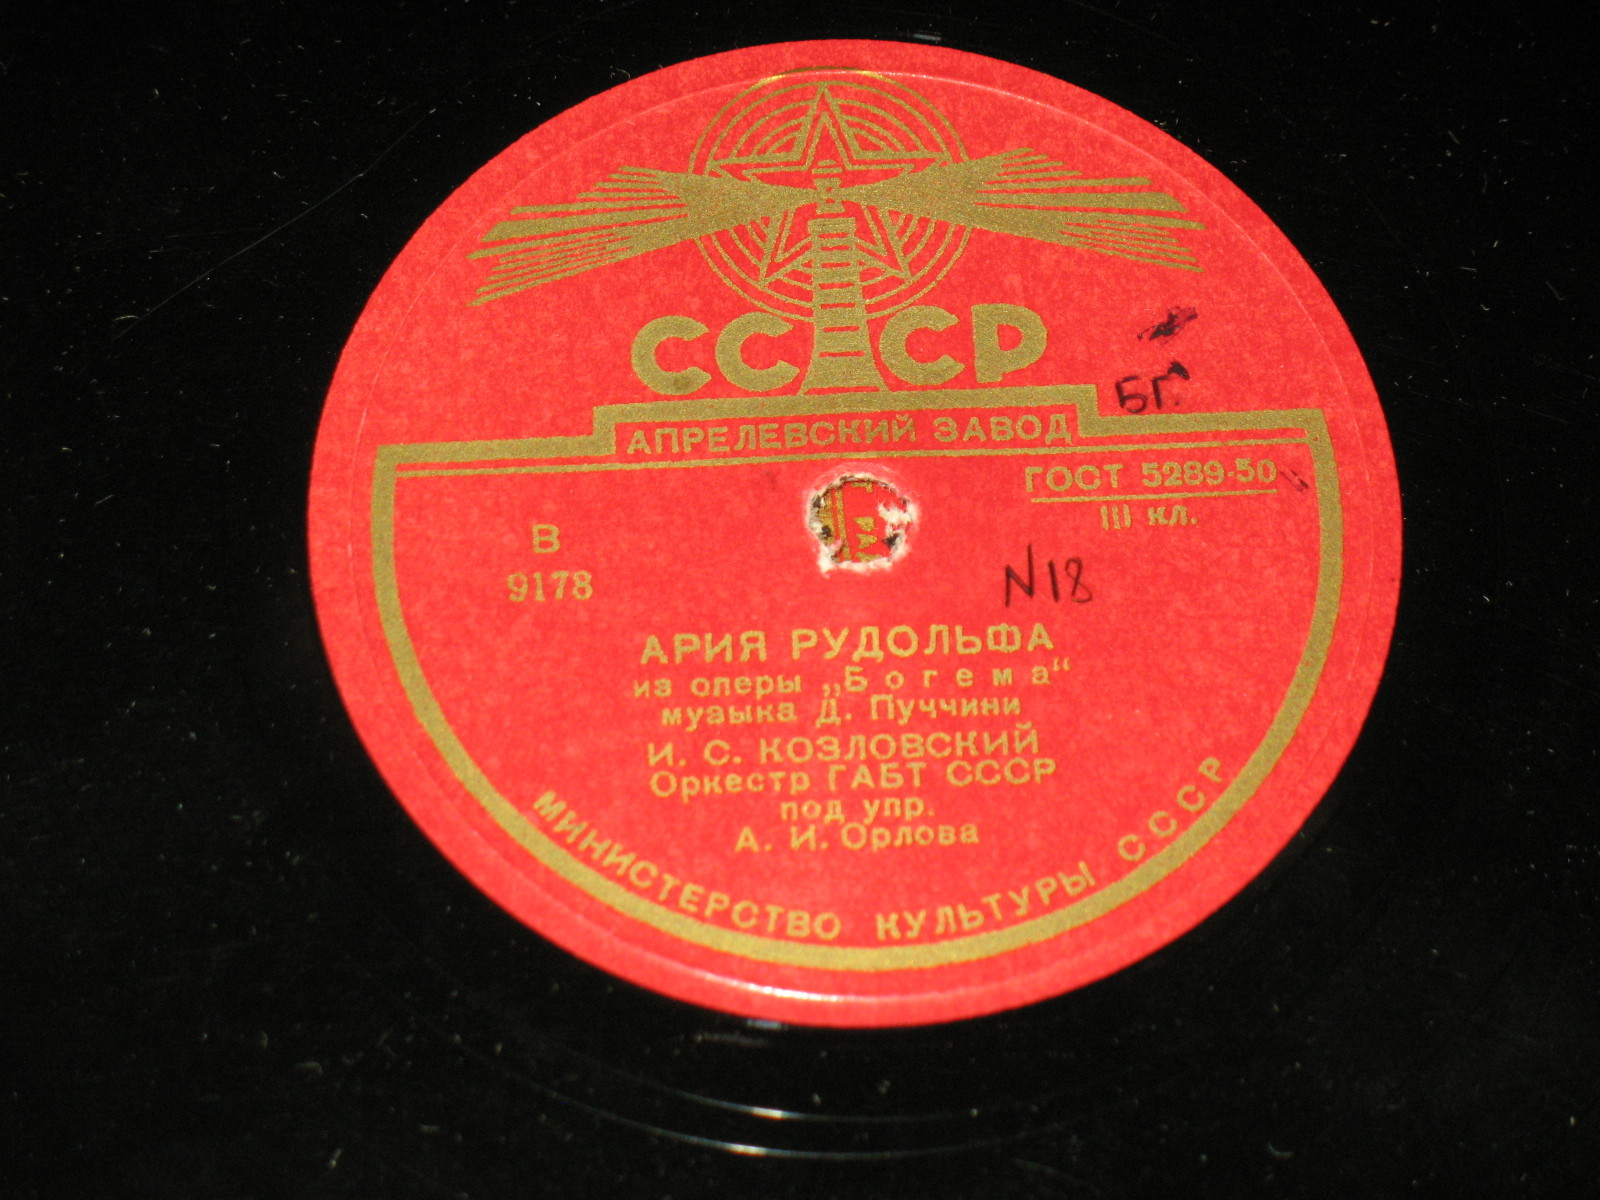 СССР
БГ.
АПРЕЛЕВСКИЙ ЗАВОД
ГОСТ 5289-50
III кл.
В
9178
N18
АРИЯ РУДОЛЬФА
из оперы „Богема“
музыка Д. Пуччини
И. С. КОЗЛОВСКИЙ
Оркестр ГАБТ СССР
под упр.
А. И. Орлова
МИНИСТЕРСТВО КУЛЬТУРЫ СССР